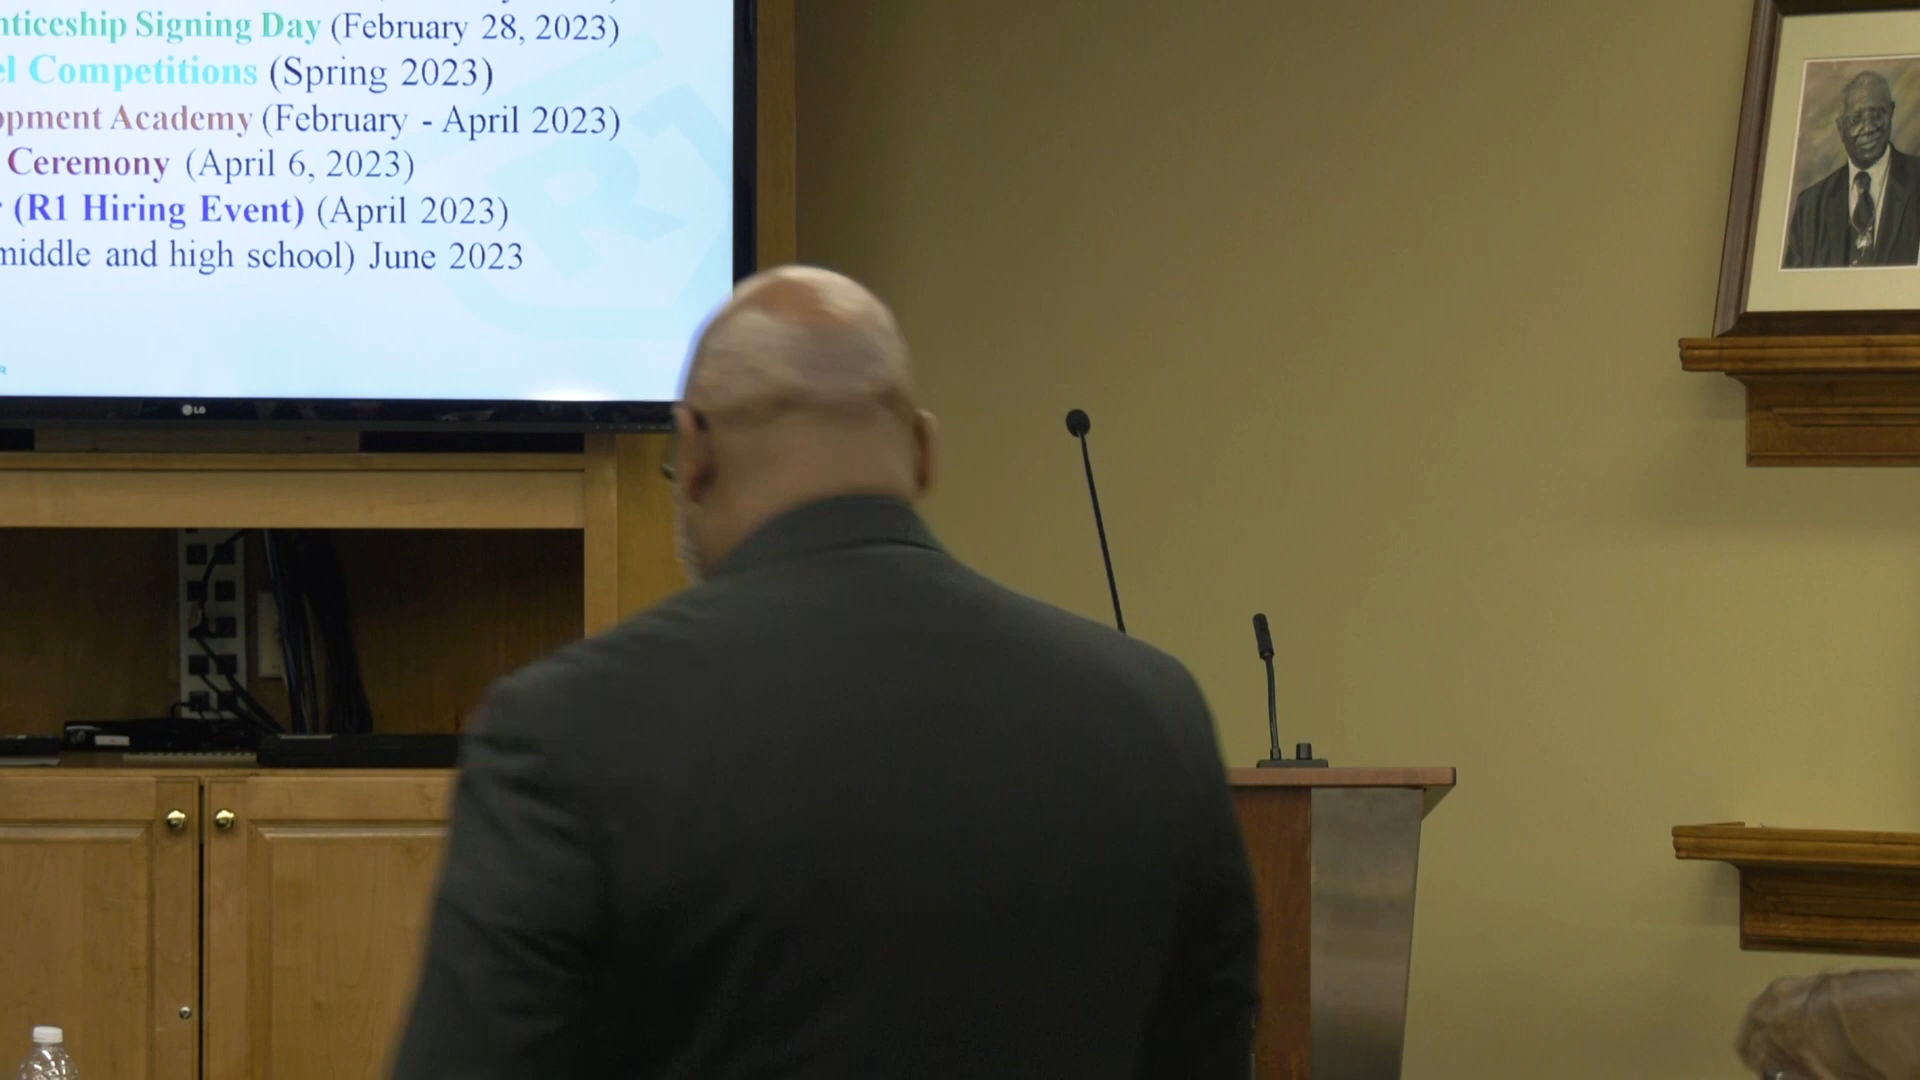 nticeship Signing Day (February 28, 2023)
el Competitions (Spring 2023)
opment Academy (February - April 2023)
Ceremony (April 6, 2023)
(R1 Hiring Event) (April 2023)
middle and high school) June 2023
R
LG